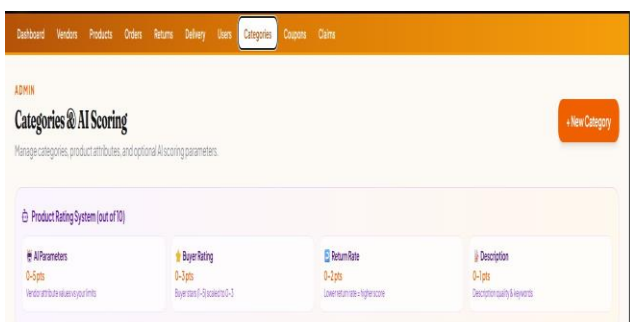 Dashboard Vendors Products Orders Returns Delivery Users Categories Coupons Claims
ADMIN
Categories & AI Scoring
+ New Category
Manage categories, product attributes, and optional AI scoring parameters.
Product Rating System (out of 10)
AI Parameters
0–5 pts
Vendor attribute values vs your limits
Buyer Rating
0–3 pts
Buyer stars (1–5) scaled to 0–3
Return Rate
0–2 pts
Lower return rate = higher score
Description
0–1 pts
Description quality & keywords